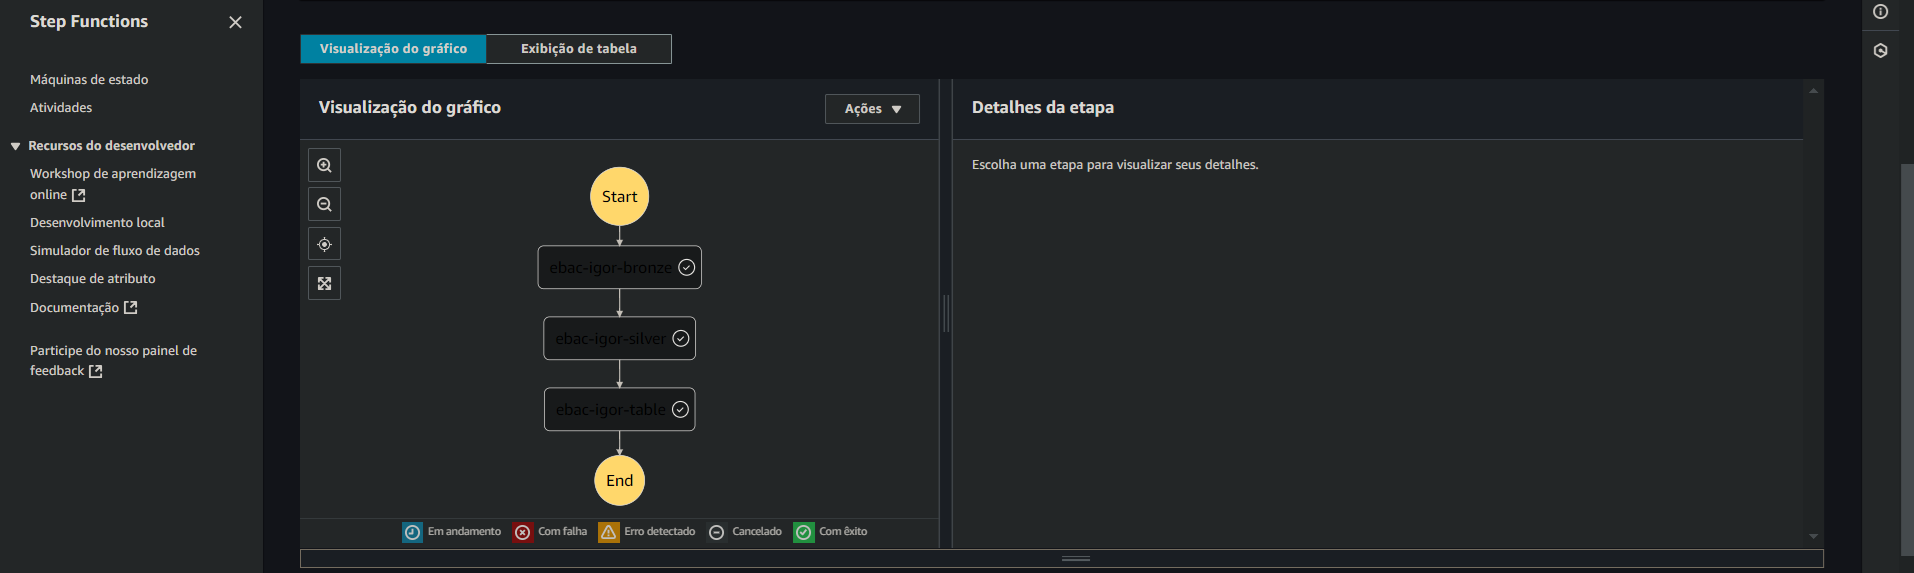 Step Functions
Máquinas de estado
Atividades
Recursos do desenvolvedor
Workshop de aprendizagem
online
Desenvolvimento local
Simulador de fluxo de dados
Destaque de atributo
Documentação
Participe do nosso painel de
feedback
Visualização do gráfico
Exibição de tabela
Visualização do gráfico
Ações
Start
ebac-igor-bronze
ebac-igor-silver
ebac-igor-table
End
Em andamento
Com falha
Erro detectado
Cancelado
Com êxito
Detalhes da etapa
Escolha uma etapa para visualizar seus detalhes.